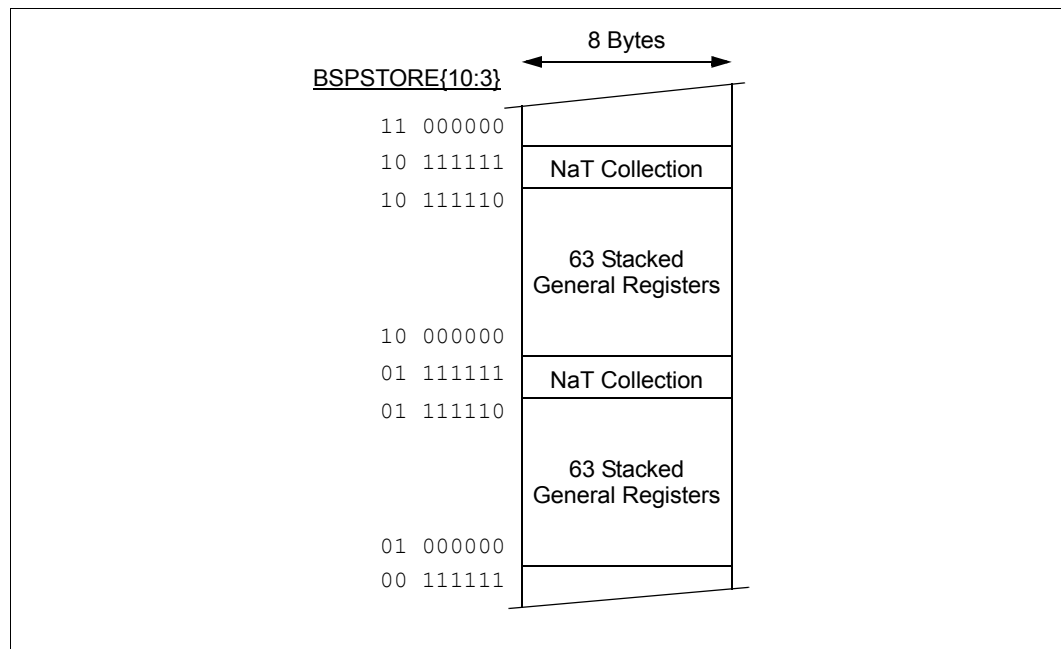 8 Bytes
BSPSTORE{10:3}
11 000000
10 111111
NaT Collection
10 111110
63 Stacked
General Registers
10 000000
01 111111
NaT Collection
01 111110
63 Stacked
General Registers
01 000000
00 111111